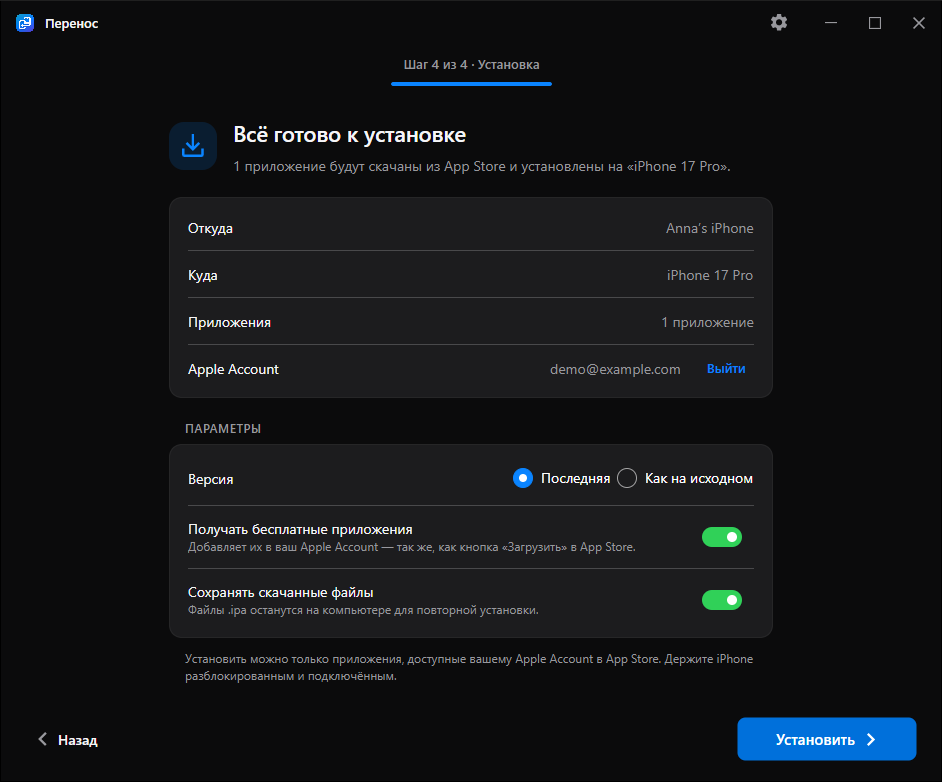 Перенос
Шаг 4 из 4 · Установка
Всё готово к установке
1 приложение будут скачаны из App Store и установлены на «iPhone 17 Pro».
Откуда
Anna's iPhone
Куда
iPhone 17 Pro
Приложения
1 приложение
Apple Account
demo@example.com
Выйти
ПАРАМЕТРЫ
Версия
Последняя
Как на исходном
Получать бесплатные приложения
Добавляет их в ваш Apple Account — так же, как кнопка «Загрузить» в App Store.
Сохранять скачанные файлы
Файлы .ipa останутся на компьютере для повторной установки.
Установить можно только приложения, доступные вашему Apple Account в App Store. Держите iPhone
разблокированным и подключённым.
Назад
Установить